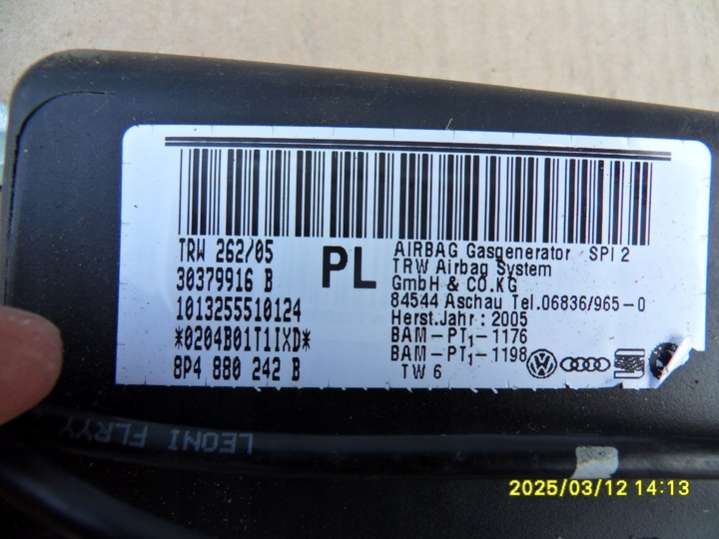 TRW 262/05
30379916 B
1013255510124
*0204B01T1IXD*
8P4 880 242 B
PL
AIRBAG Gasgenerator SPI 2
TRW Airbag System
GmbH & CO.KG
84544 Aschau Tel.06836/965-0
Herst.Jahr: 2005
BAM-PT₁-1176
BAM-PT₁-1198
TW 6
LEONI FLRYY
2025/03/12 14:13